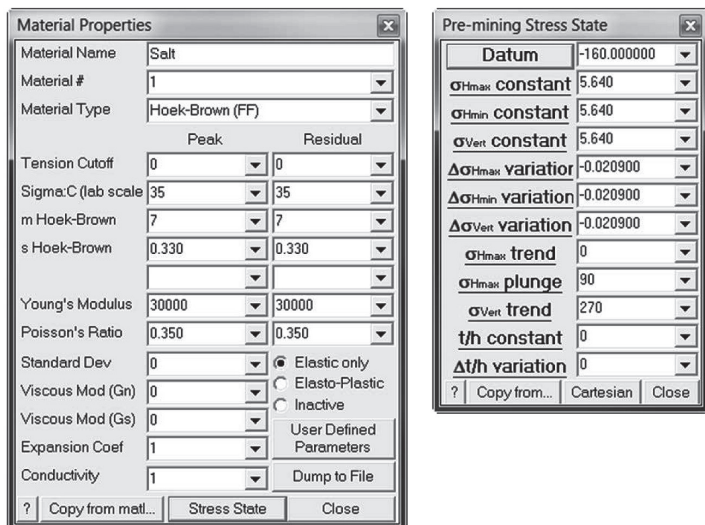 Material Properties
Material Name Salt
Material # 1
Material Type Hoek-Brown (FF)
Peak Residual
Tension Cutoff 0 0
Sigma:C (lab scale 35 35
m Hoek-Brown 7 7
s Hoek-Brown 0.330 0.330
Young's Modulus 30000 30000
Poisson's Ratio 0.350 0.350
Standard Dev 0 Elastic only
Viscous Mod (Gn) 0 Elasto-Plastic
Inactive
Viscous Mod (Gs) 0 User Defined
Expansion Coef 1 Parameters
Conductivity 1 Dump to File
? Copy from matl... Stress State Close
Pre-mining Stress State
Datum -160.000000
σHmax constant 5.640
σHmin constant 5.640
σVert constant 5.640
ΔσHmax variation -0.020900
ΔσHmin variation -0.020900
ΔσVert variation -0.020900
σHmax trend 0
σHmax plunge 90
σVert trend 270
t/h constant 0
Δt/h variation 0
? Copy from... Cartesian Close